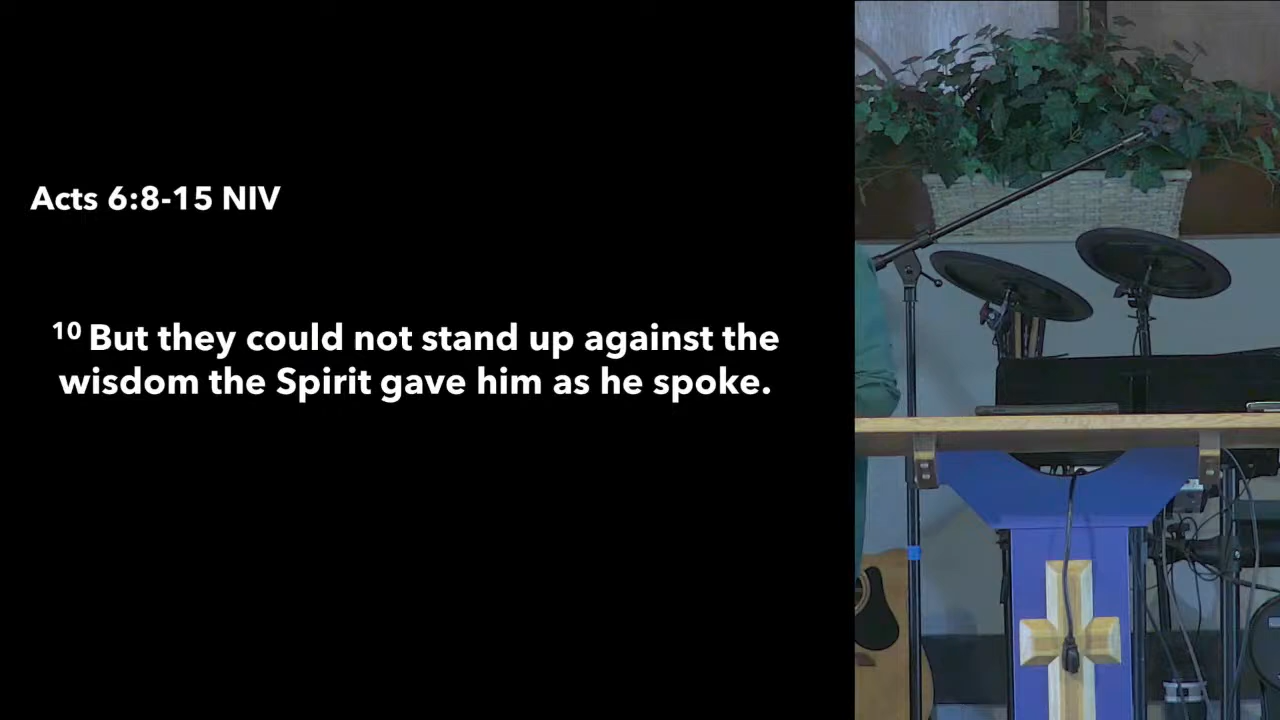 Acts 6:8-15 NIV
10 But they could not stand up against the
wisdom the Spirit gave him as he spoke.